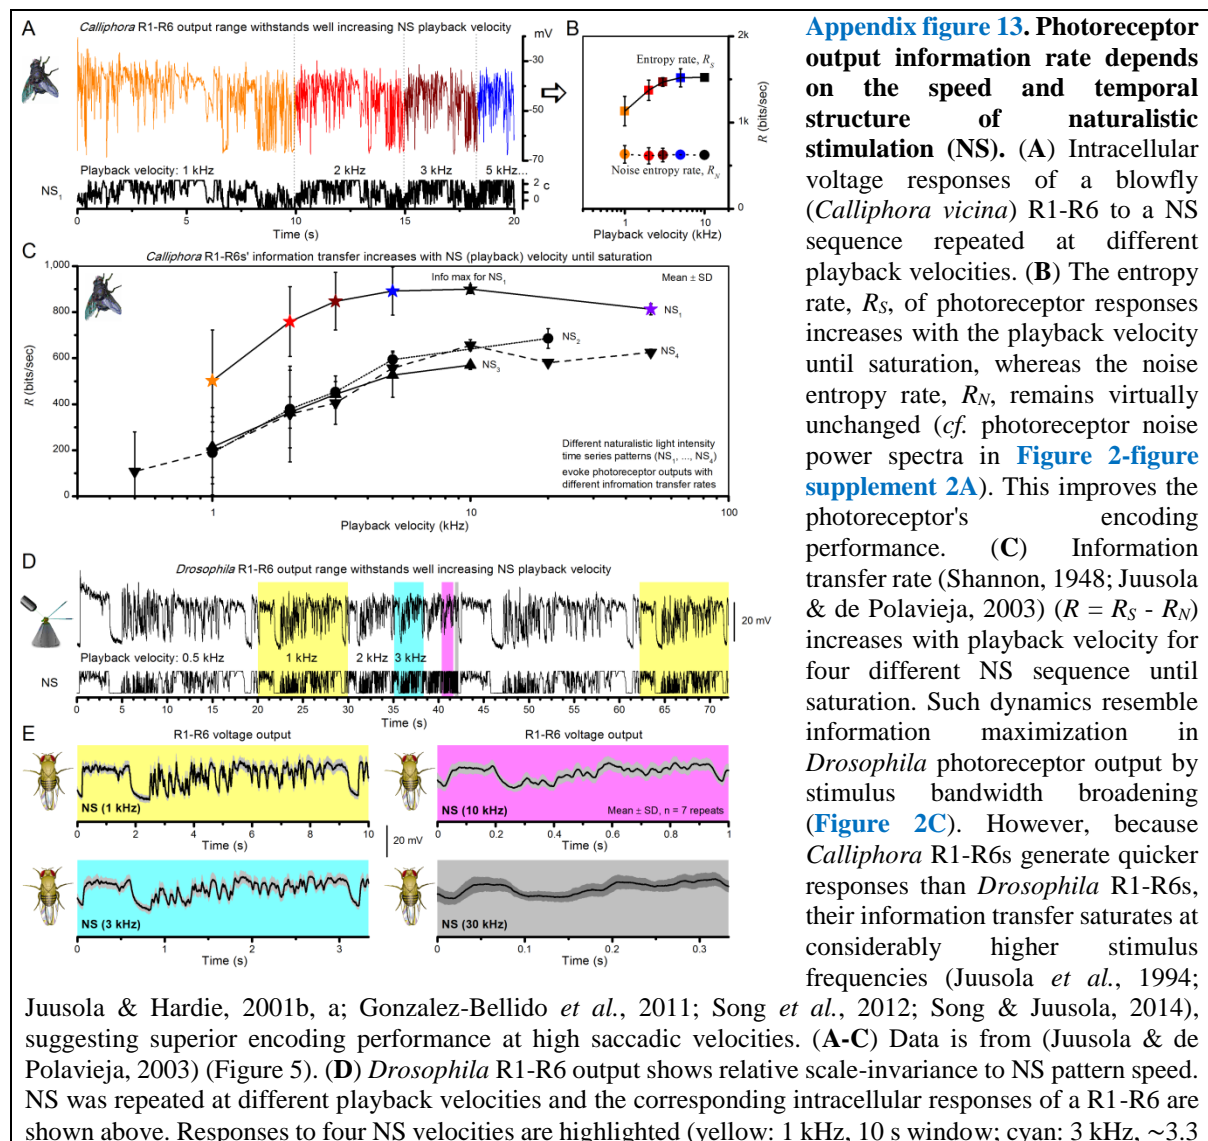 A
Calliphora R1-R6 output range withstands well increasing NS playback velocity
mV
-30
-50
-70
Playback velocity: 1 kHz
2 kHz
3 kHz
5 kHz...
NS1
2
c
0
0
5
10
15
20
Time (s)
B
2k
1k
0
R (bits/sec)
Entropy rate, RS
Noise entropy rate, RN
1
10
Playback velocity (kHz)
C
Calliphora R1-R6s' information transfer increases with NS (playback) velocity until saturation
1,000
800
600
400
200
0
R (bits/sec)
Info max for NS1
Mean ± SD
NS1
NS2
NS4
NS3
Different naturalistic light intensity
time series patterns (NS1, ..., NS4)
evoke photoreceptor outputs with
different infromation transfer rates
1
10
100
Playback velocity (kHz)
D
Drosophila R1-R6 output range withstands well increasing NS playback velocity
20 mV
Playback velocity: 0.5 kHz
1 kHz
2 kHz
3 kHz
NS
0
5
10
15
20
25
30
35
40
45
50
55
60
65
70
Time (s)
E
R1-R6 voltage output
NS (1 kHz)
0
2
4
6
8
10
Time (s)
R1-R6 voltage output
NS (10 kHz)
Mean ± SD, n = 7 repeats
0
0.2
0.4
0.6
0.8
1
Time (s)
20 mV
NS (3 kHz)
0
1
2
3
Time (s)
NS (30 kHz)
0
0.1
0.2
0.3
Time (s)
Appendix figure 13. Photoreceptor
output information rate depends
on the speed and temporal
structure of naturalistic
stimulation (NS). (A) Intracellular
voltage responses of a blowfly
(Calliphora vicina) R1-R6 to a NS
sequence repeated at different
playback velocities. (B) The entropy
rate, RS, of photoreceptor responses
increases with the playback velocity
until saturation, whereas the noise
entropy rate, RN, remains virtually
unchanged (cf. photoreceptor noise
power spectra in Figure 2-figure
supplement 2A). This improves the
photoreceptor's encoding
performance. (C) Information
transfer rate (Shannon, 1948; Juusola
& de Polavieja, 2003) (R = RS - RN)
increases with playback velocity for
four different NS sequence until
saturation. Such dynamics resemble
information maximization in
Drosophila photoreceptor output by
stimulus bandwidth broadening
(Figure 2C). However, because
Calliphora R1-R6s generate quicker
responses than Drosophila R1-R6s,
their information transfer saturates at
considerably higher stimulus
frequencies (Juusola et al., 1994;
Juusola & Hardie, 2001b, a; Gonzalez-Bellido et al., 2011; Song et al., 2012; Song & Juusola, 2014),
suggesting superior encoding performance at high saccadic velocities. (A-C) Data is from (Juusola & de
Polavieja, 2003) (Figure 5). (D) Drosophila R1-R6 output shows relative scale-invariance to NS pattern speed.
NS was repeated at different playback velocities and the corresponding intracellular responses of a R1-R6 are
shown above. Responses to four NS velocities are highlighted (yellow: 1 kHz, 10 s window; cyan: 3 kHz, ~3.3